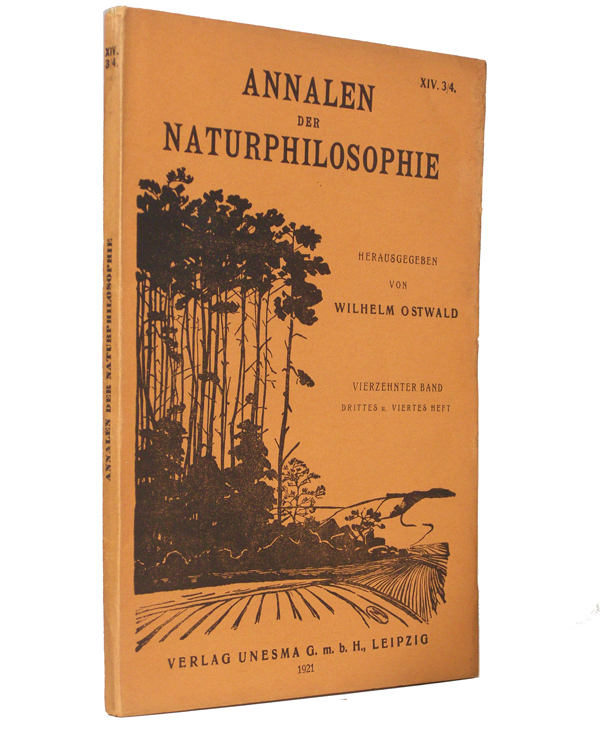 XIV.
3/4.
ANNALEN DER NATURPHILOSOPHIE
XIV. 3/4.
ANNALEN
DER
NATURPHILOSOPHIE
HERAUSGEGEBEN
VON
WILHELM OSTWALD
VIERZEHNTER BAND
DRITTES u. VIERTES HEFT
VERLAG UNESMA G. m. b. H., LEIPZIG
1921